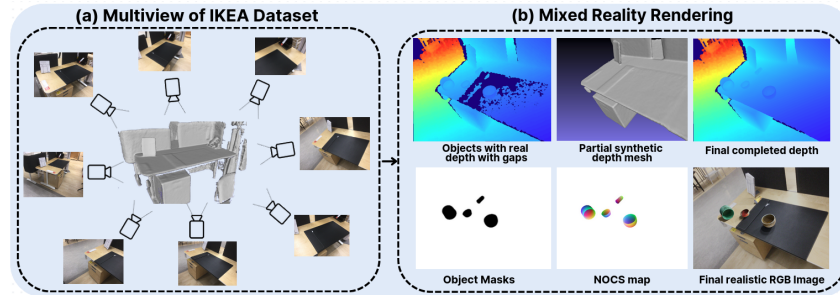 (a) Multiview of IKEA Dataset
(b) Mixed Reality Rendering
Objects with real
depth with gaps
Partial synthetic
depth mesh
Final completed depth
Object Masks
NOCS map
Final realistic RGB Image